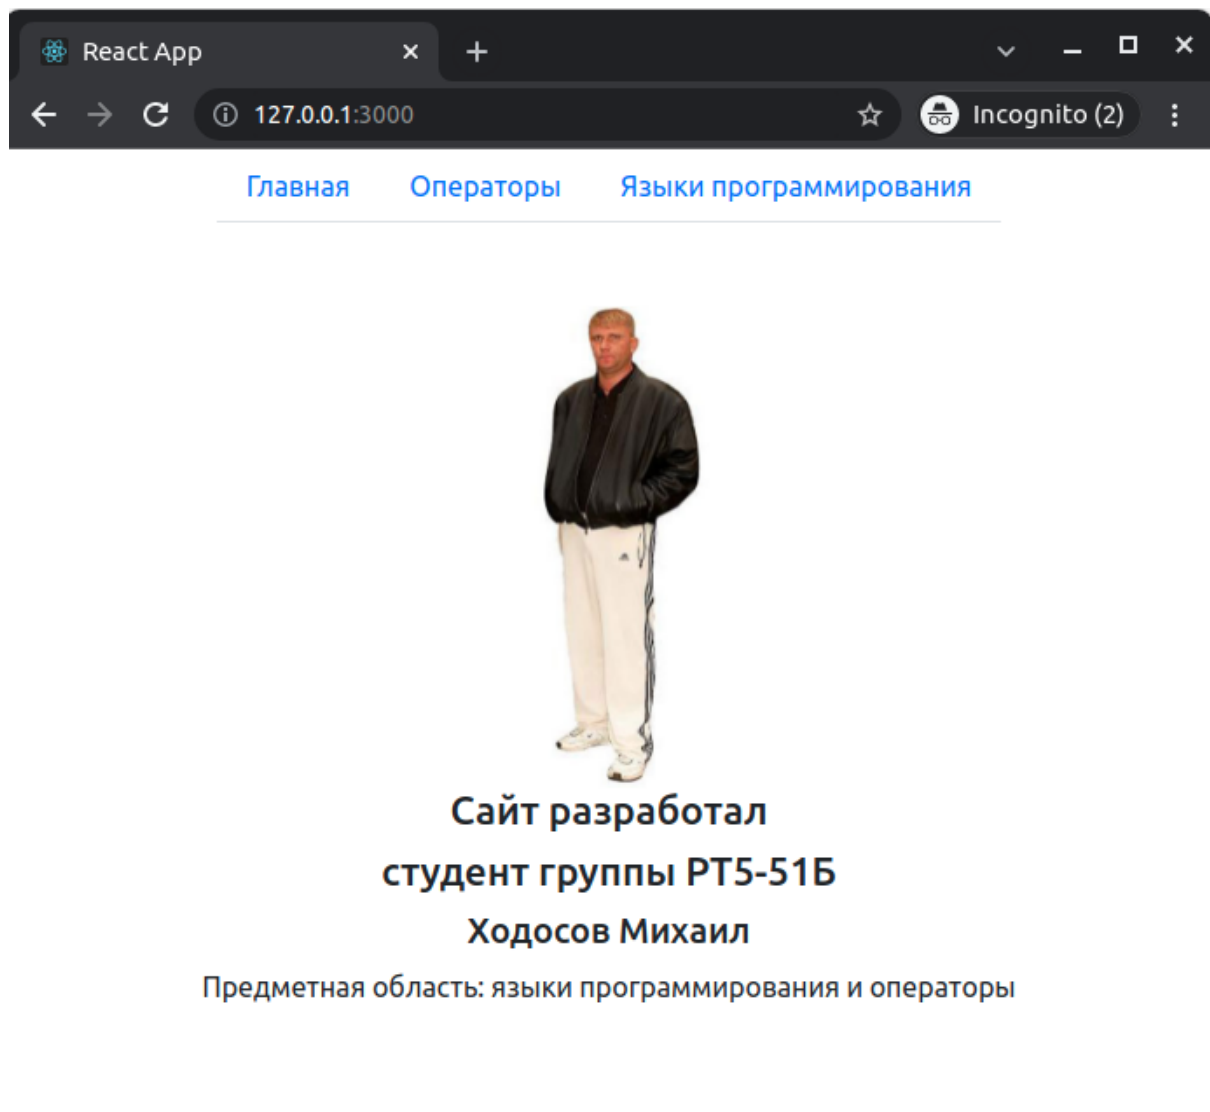 React App
127.0.0.1:3000
Incognito (2)
Главная Операторы Языки программирования
Сайт разработал
студент группы РТ5-51Б
Ходосов Михаил
Предметная область: языки программирования и операторы